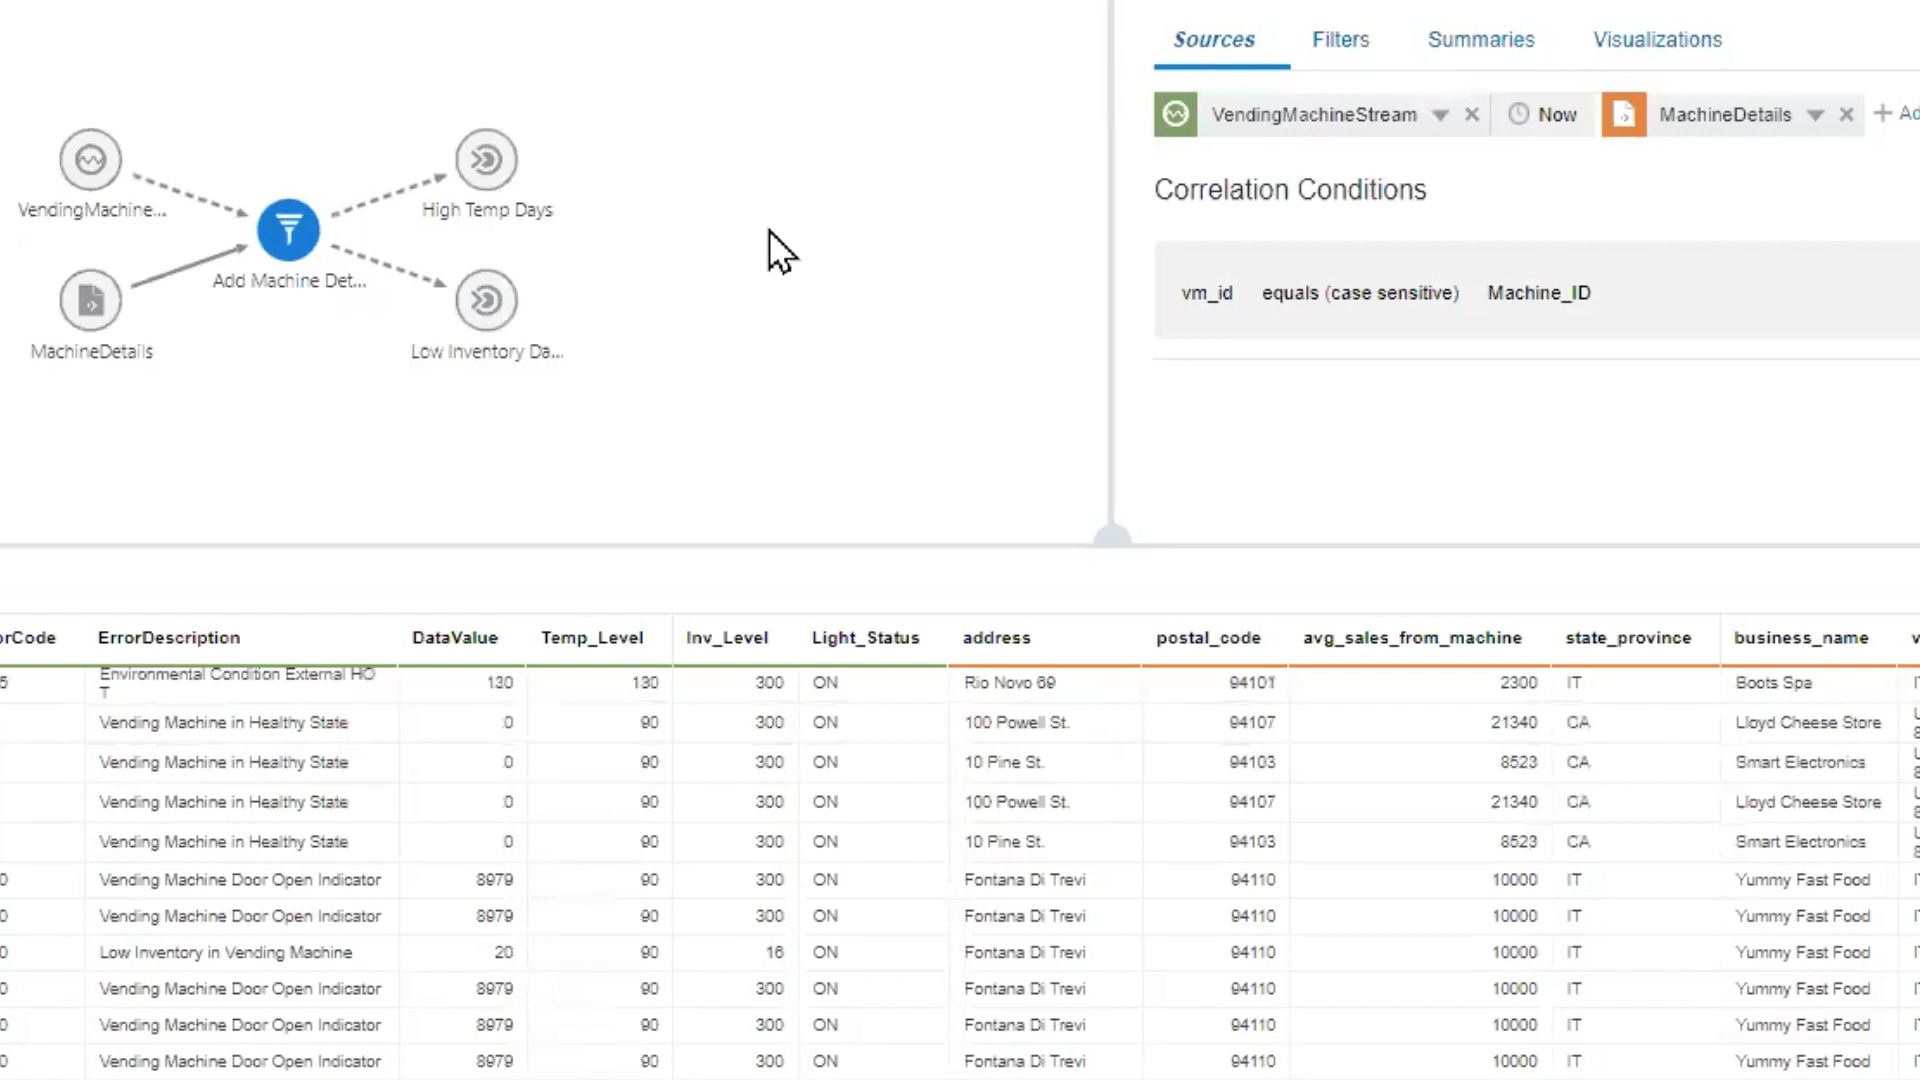 Sources Filters Summaries Visualizations
VendingMachineStream Now MachineDetails + Ad
Correlation Conditions
vm_id equals (case sensitive) Machine_ID
VendingMachine... High Temp Days
Add Machine Det...
MachineDetails Low Inventory Da...
orCode ErrorDescription DataValue Temp_Level Inv_Level Light_Status address postal_code avg_sales_from_machine state_province business_name v
5 Environmental Condition External HO
T 130 130 300 ON Rio Novo 69 94101 2300 IT Boots Spa
Vending Machine in Healthy State 0 90 300 ON 100 Powell St. 94107 21340 CA Lloyd Cheese Store
Vending Machine in Healthy State 0 90 300 ON 10 Pine St. 94103 8523 CA Smart Electronics
Vending Machine in Healthy State 0 90 300 ON 100 Powell St. 94107 21340 CA Lloyd Cheese Store
Vending Machine in Healthy State 0 90 300 ON 10 Pine St. 94103 8523 CA Smart Electronics
0 Vending Machine Door Open Indicator 8979 90 300 ON Fontana Di Trevi 94110 10000 IT Yummy Fast Food
0 Vending Machine Door Open Indicator 8979 90 300 ON Fontana Di Trevi 94110 10000 IT Yummy Fast Food
0 Low Inventory in Vending Machine 20 90 16 ON Fontana Di Trevi 94110 10000 IT Yummy Fast Food
0 Vending Machine Door Open Indicator 8979 90 300 ON Fontana Di Trevi 94110 10000 IT Yummy Fast Food
0 Vending Machine Door Open Indicator 8979 90 300 ON Fontana Di Trevi 94110 10000 IT Yummy Fast Food
0 Vending Machine Door Open Indicator 8979 90 300 ON Fontana Di Trevi 94110 10000 IT Yummy Fast Food